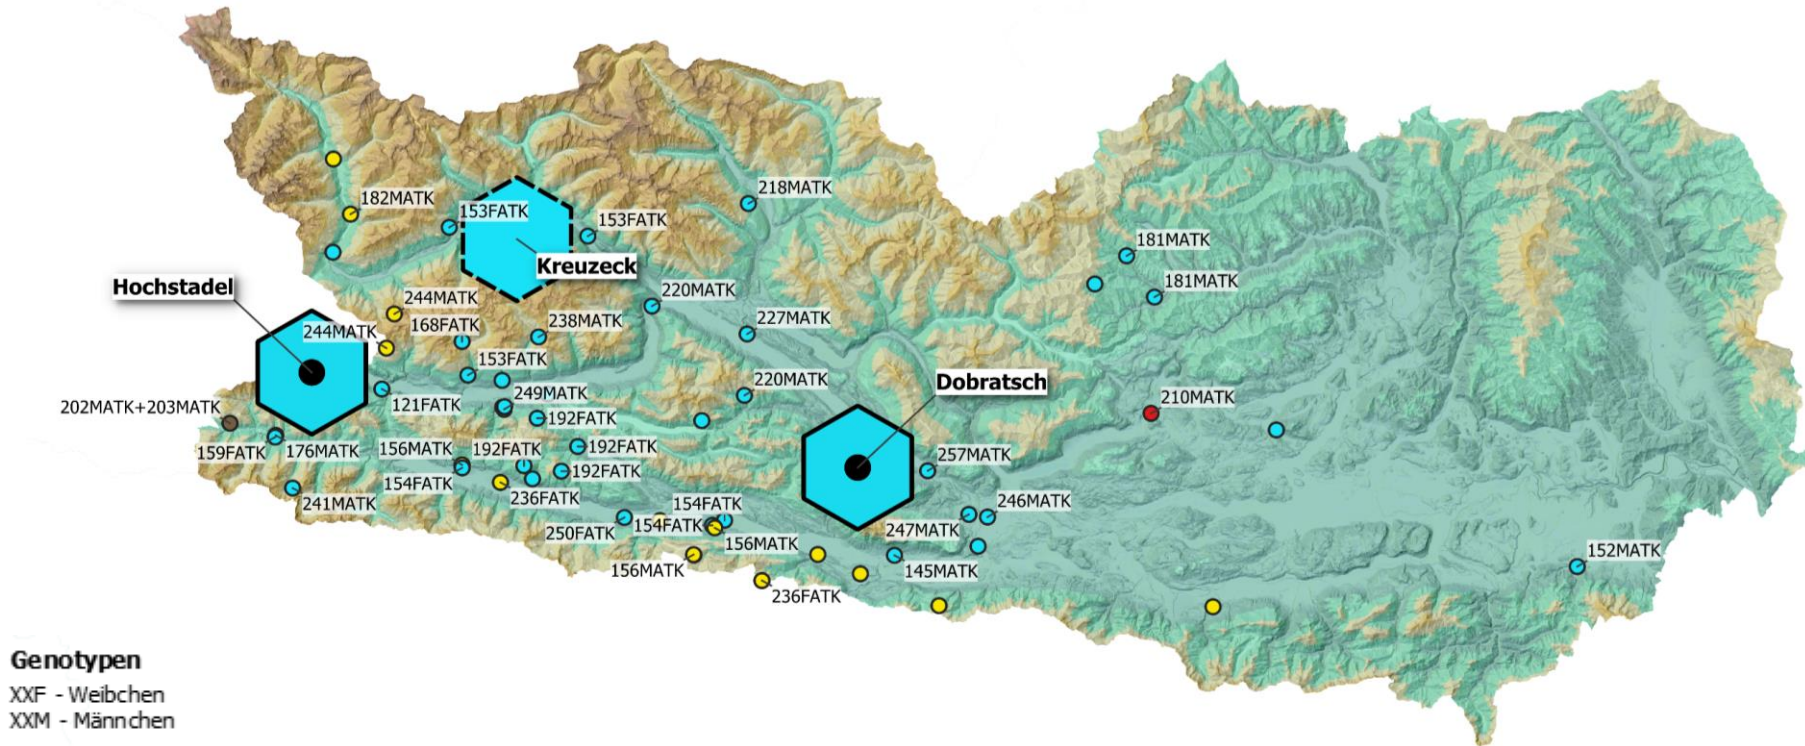 182MATK
153FATK
153FATK
218MATK
Kreuzeck
181MATK
181MATK
Hochstadel
244MATK
168FATK
244MATK
238MATK
220MATK
227MATK
153FATK
220MATK
Dobratsch
121FATK
249MATK
192FATK
202MATK+203MATK
210MATK
159FATK
176MATK
156MATK
192FATK
192FATK
154FATK
192FATK
257MATK
241MATK
236FATK
250FATK
154FATK
154FATK
247MATK
246MATK
156MATK
156MATK
145MATK
152MATK
236FATK
Genotypen
XXF - Weibchen
XXM - Männchen